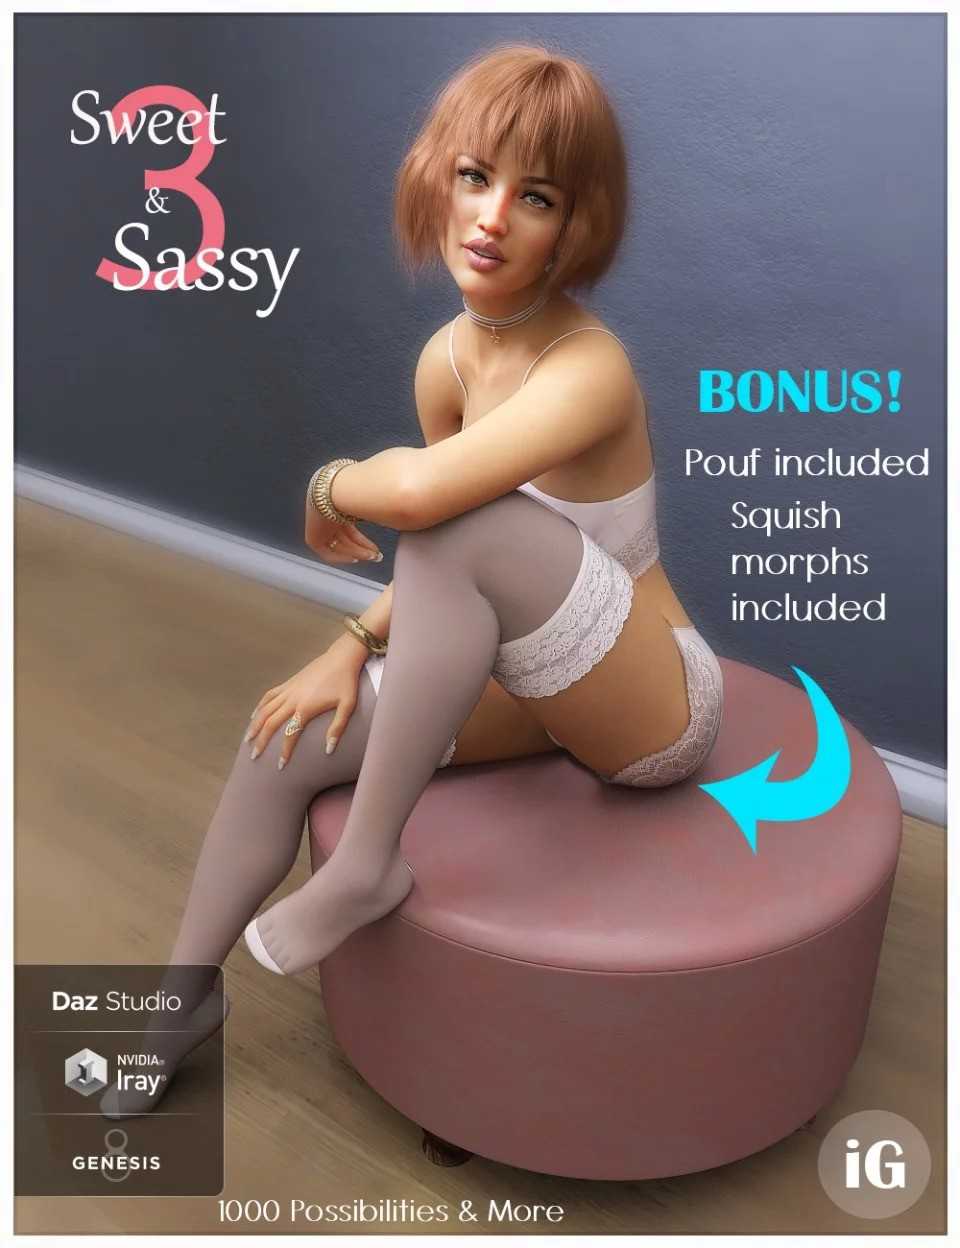 Sweet
3
&
Sassy
BONUS!
Pouf included
Squish
morphs
included
Daz Studio
NVIDIA®
Iray®
8
GENESIS
iG
1000 Possibilities & More